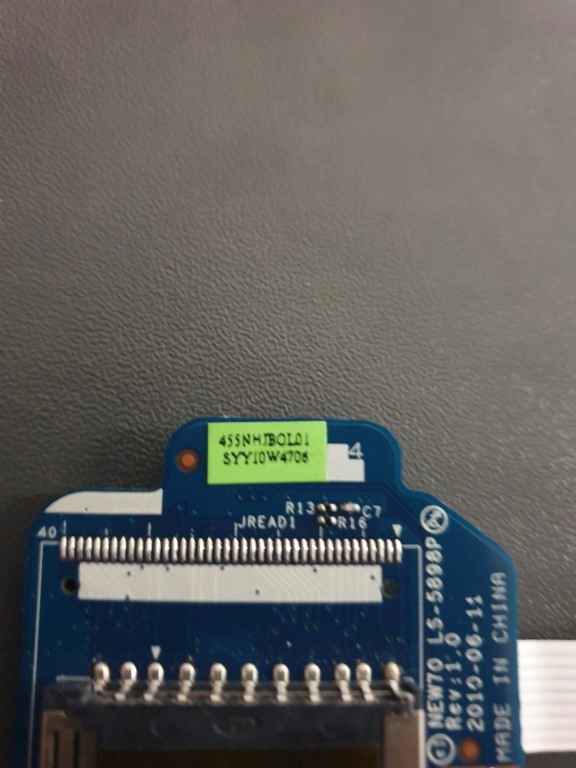 455NHJBOL01
SYY10W4706
4
R13
C7
JREAD1
R16
40
NEW70 LS-5898P
Rev:1.0
2010-06-11
MADE IN CHINA